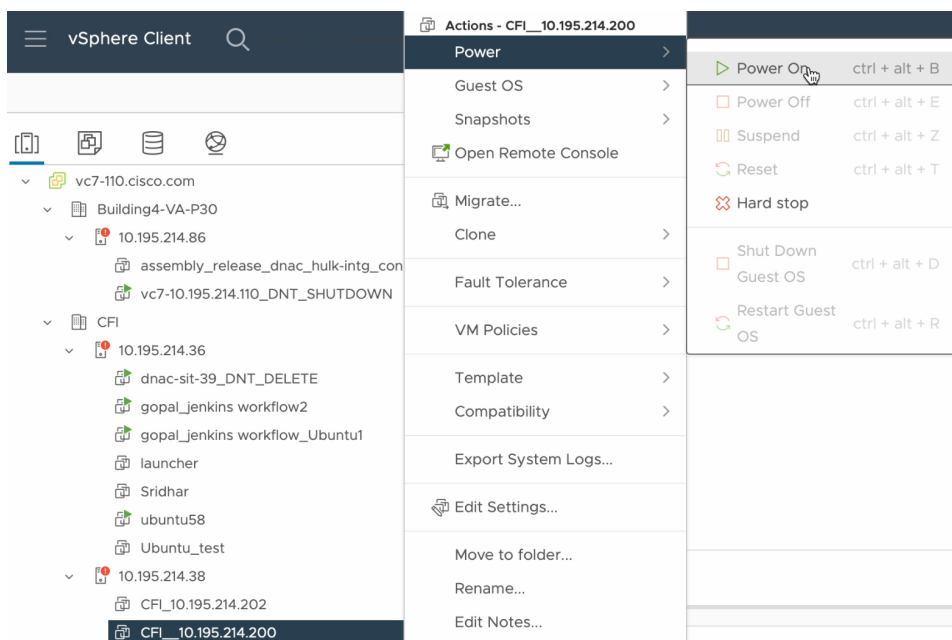 vSphere Client
vc7-110.cisco.com
Building4-VA-P30
10.195.214.86
assembly_release_dnac_hulk-intg_con
vc7-10.195.214.110_DNT_SHUTDOWN
CFI
10.195.214.36
dnac-sit-39_DNT_DELETE
gopal_jenkins workflow2
gopal_jenkins workflow_Ubuntu1
launcher
Sridhar
ubuntu58
Ubuntu_test
10.195.214.38
CFI_10.195.214.202
CFI__10.195.214.200
Actions - CFI__10.195.214.200
Power
Guest OS
Snapshots
Open Remote Console
Migrate...
Clone
Fault Tolerance
VM Policies
Template
Compatibility
Export System Logs...
Edit Settings...
Move to folder...
Rename...
Edit Notes...
Power On ctrl + alt + B
Power Off ctrl + alt + E
Suspend ctrl + alt + Z
Reset ctrl + alt + T
Hard stop
Shut Down
Guest OS ctrl + alt + D
Restart Guest
OS ctrl + alt + R